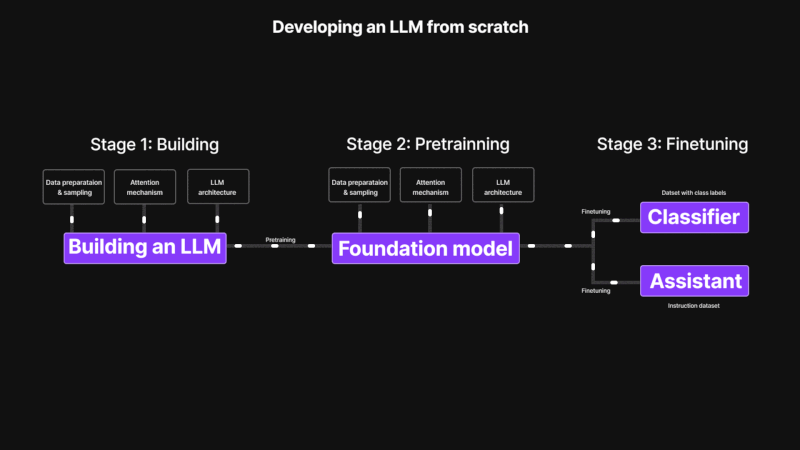 Developing an LLM from scratch
Stage 1: Building
Stage 2: Pretrainning
Stage 3: Finetuning
Data preparataion
& sampling
Attention
mechanism
LLM
architecture
Data preparataion
& sampling
Attention
mechanism
LLM
architecture
Building an LLM
Pretraining
Foundation model
Finetuning
Datset with class labels
Classifier
Finetuning
Assistant
Instruction dataset